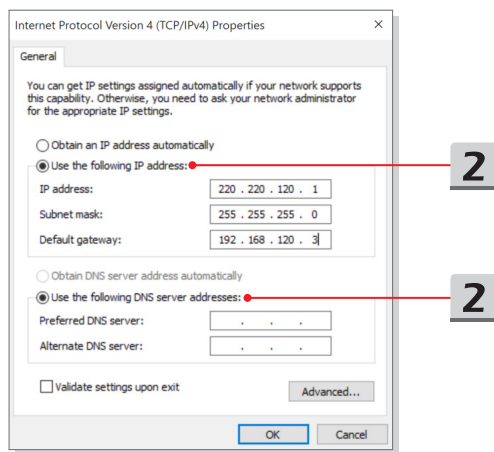 Internet Protocol Version 4 (TCP/IPv4) Properties
General
You can get IP settings assigned automatically if your network supports
this capability. Otherwise, you need to ask your network administrator
for the appropriate IP settings.
Obtain an IP address automatically
Use the following IP address:
2
IP address: 220 . 220 . 120 . 1
Subnet mask: 255 . 255 . 255 . 0
Default gateway: 192 . 168 . 120 . 3
Obtain DNS server address automatically
Use the following DNS server addresses:
2
Preferred DNS server: . . .
Alternate DNS server: . . .
Validate settings upon exit
Advanced...
OK Cancel